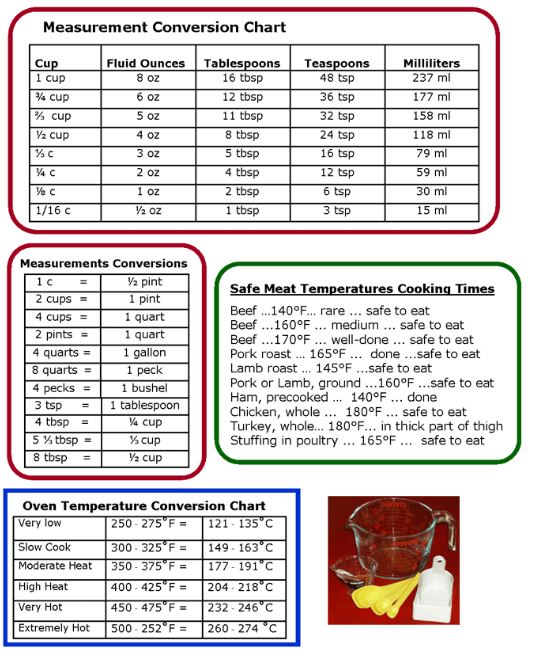 Measurement Conversion Chart
Cup Fluid Ounces Tablespoons Teaspoons Milliliters
1 cup 8 oz 16 tbsp 48 tsp 237 ml
¾ cup 6 oz 12 tbsp 36 tsp 177 ml
⅔ cup 5 oz 11 tbsp 32 tsp 158 ml
½ cup 4 oz 8 tbsp 24 tsp 118 ml
⅓ c 3 oz 5 tbsp 16 tsp 79 ml
¼ c 2 oz 4 tbsp 12 tsp 59 ml
⅛ c 1 oz 2 tbsp 6 tsp 30 ml
1/16 c ½ oz 1 tbsp 3 tsp 15 ml
Measurements Conversions
1 c = ½ pint
2 cups = 1 pint
4 cups = 1 quart
2 pints = 1 quart
4 quarts = 1 gallon
8 quarts = 1 peck
4 pecks = 1 bushel
3 tsp = 1 tablespoon
4 tbsp = ¼ cup
5 ⅓ tbsp = ⅓ cup
8 tbsp = ½ cup
Safe Meat Temperatures Cooking Times
Beef ...140°F... rare ... safe to eat
Beef ...160°F ... medium ... safe to eat
Beef ...170°F ... well-done ... safe to eat
Pork roast ... 165°F ... done ...safe to eat
Lamb roast ... 145°F ...safe to eat
Pork or Lamb, ground ...160°F ...safe to eat
Ham, precooked ... 140°F ... done
Chicken, whole ... 180°F ... safe to eat
Turkey, whole... 180°F... in thick part of thigh
Stuffing in poultry ... 165°F ... safe to eat
Oven Temperature Conversion Chart
Very low 250 - 275°F = 121 - 135°C
Slow Cook 300 - 325°F = 149 - 163°C
Moderate Heat 350 - 375°F = 177 - 191°C
High Heat 400 - 425°F = 204 - 218°C
Very Hot 450 - 475°F = 232 - 246°C
Extremely Hot 500 - 252°F = 260 - 274 °C